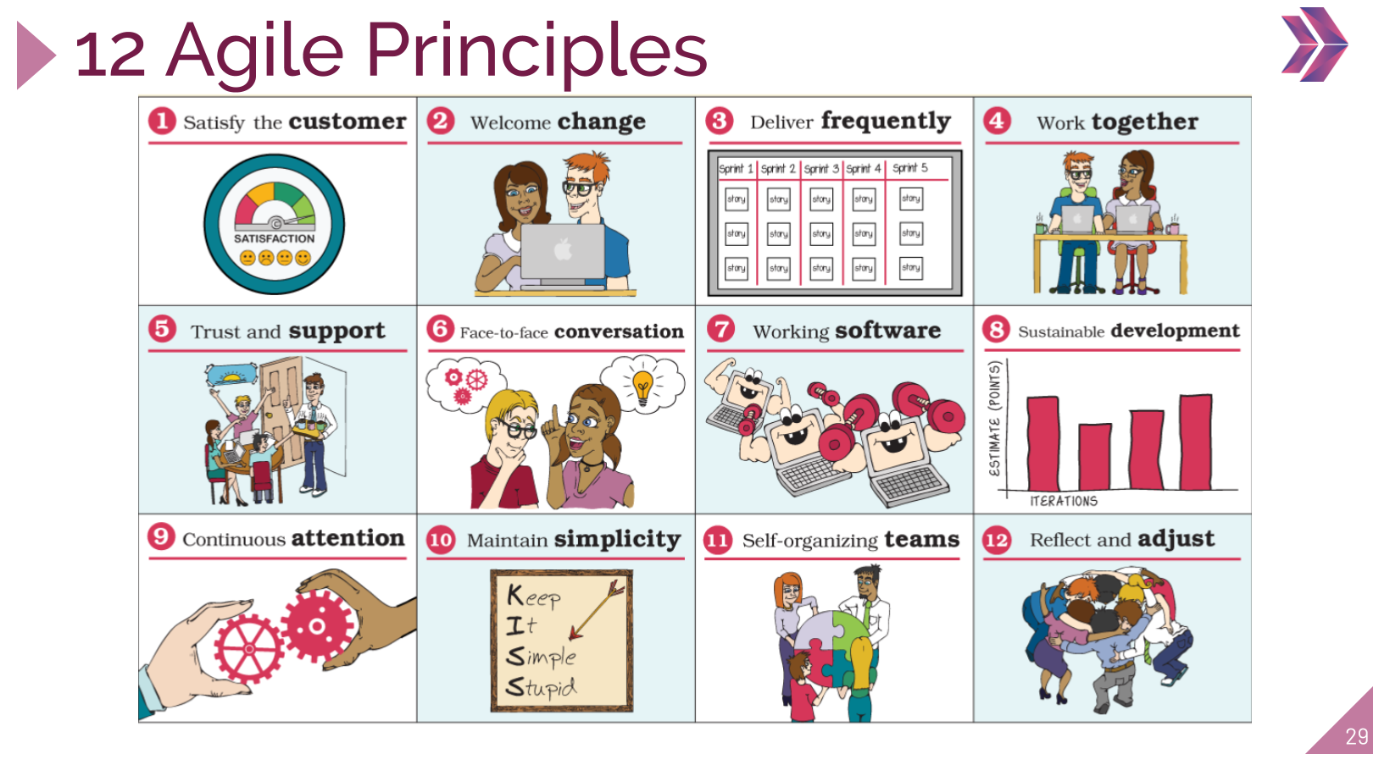 12 Agile Principles
1 Satisfy the customer
SATISFACTION
2 Welcome change
3 Deliver frequently
Sprint 1 Sprint 2 Sprint 3 Sprint 4 Sprint 5
story story story story story
story story story story story
story story story story story
4 Work together
5 Trust and support
6 Face-to-face conversation
7 Working software
8 Sustainable development
ESTIMATE (POINTS)
ITERATIONS
9 Continuous attention
10 Maintain simplicity
Keep
It
Simple
Stupid
11 Self-organizing teams
12 Reflect and adjust
29